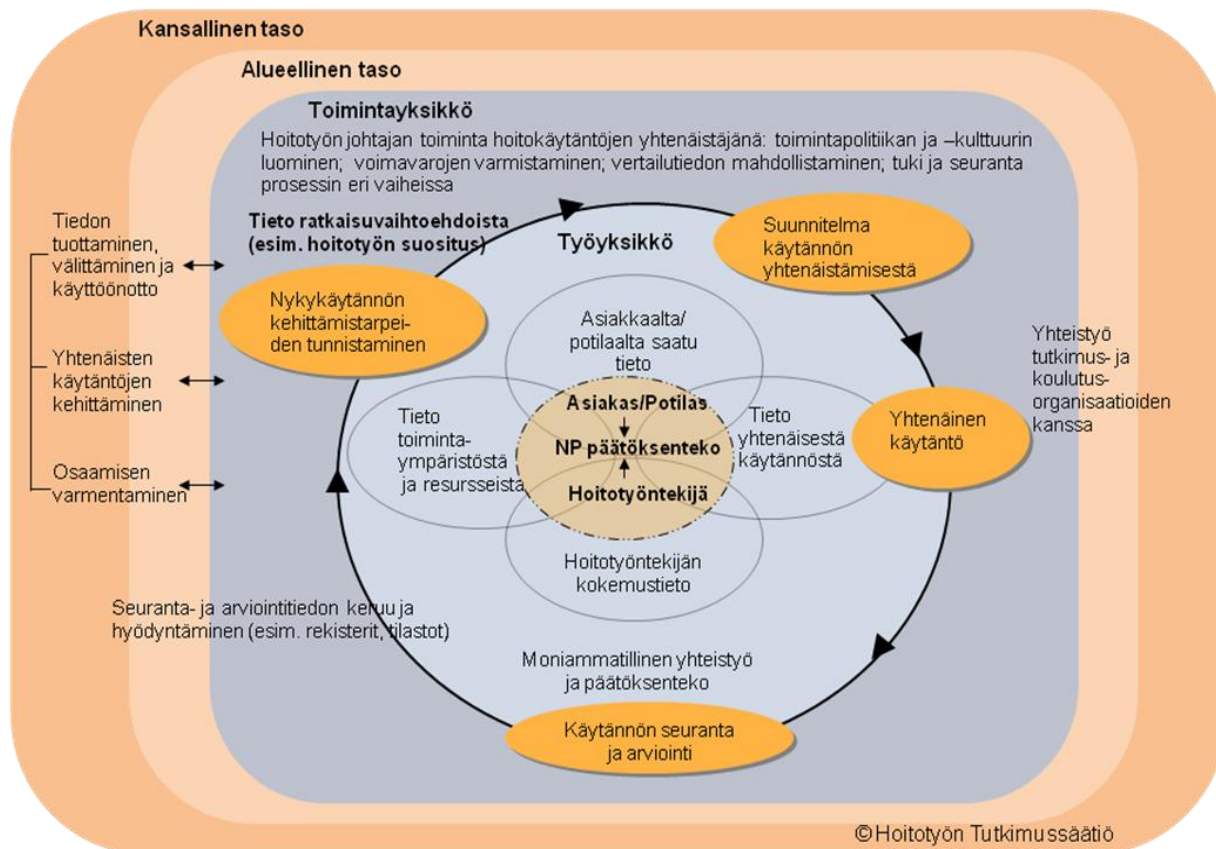 Kansallinen taso
Alueellinen taso
Toimintayksikkö
Hoitotyön johtajan toiminta hoitokäytäntöjen yhtenäistäjänä: toimintapolitiikan ja –kulttuurin
luominen; voimavarojen varmistaminen; vertailutiedon mahdollistaminen; tuki ja seuranta
prosessin eri vaiheissa
Tiedon
tuottaminen,
välittäminen ja
käyttöönotto
Yhtenäisten
käytäntöjen
kehittäminen
Osaamisen
varmentaminen
Tieto ratkaisuvaihtoehdoista
(esim. hoitotyön suositus)
Nykykäytännön
kehittämistarpei-
den tunnistaminen
Työyksikkö
Suunnitelma
käytännön
yhtenäistämisestä
Asiakkaalta/
potilaalta saatu
tieto
Tieto
toiminta-
ympäristöstä
ja resursseista
Asiakas/Potilas
NP päätöksenteko
Hoitotyöntekijä
Tieto
yhtenäisestä
käytännöstä
Yhtenäinen
käytäntö
Yhteistyö
tutkimus- ja
koulutus-
organisaatioiden
kanssa
Hoitotyöntekijän
kokemustieto
Seuranta- ja arviointitiedon keruu ja
hyödyntäminen (esim. rekisterit, tilastot)
Moniammatillinen yhteistyö
ja päätöksenteko
Käytännön seuranta
ja arviointi
©Hoitotyön Tutkimussäätiö